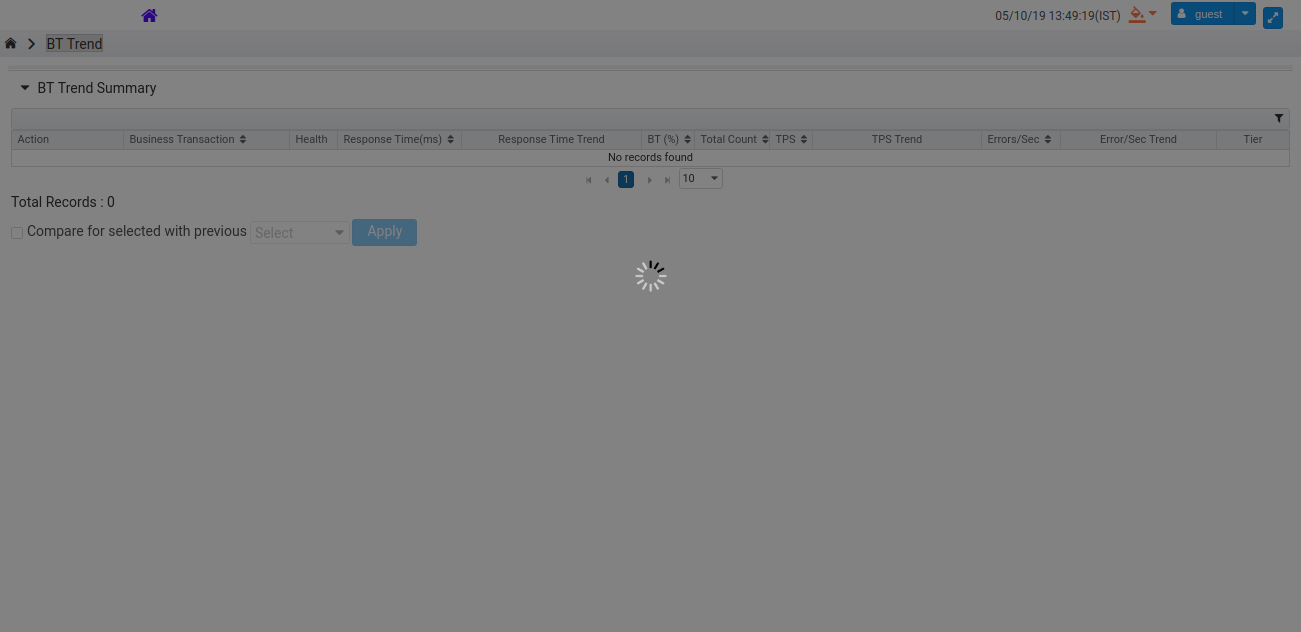 05/10/19 13:49:19(IST) guest
BT Trend
BT Trend Summary
Action Business Transaction Health Response Time(ms) Response Time Trend BT (%) Total Count TPS TPS Trend Errors/Sec Error/Sec Trend Tier
No records found
1 10
Total Records : 0
Compare for selected with previous Select Apply